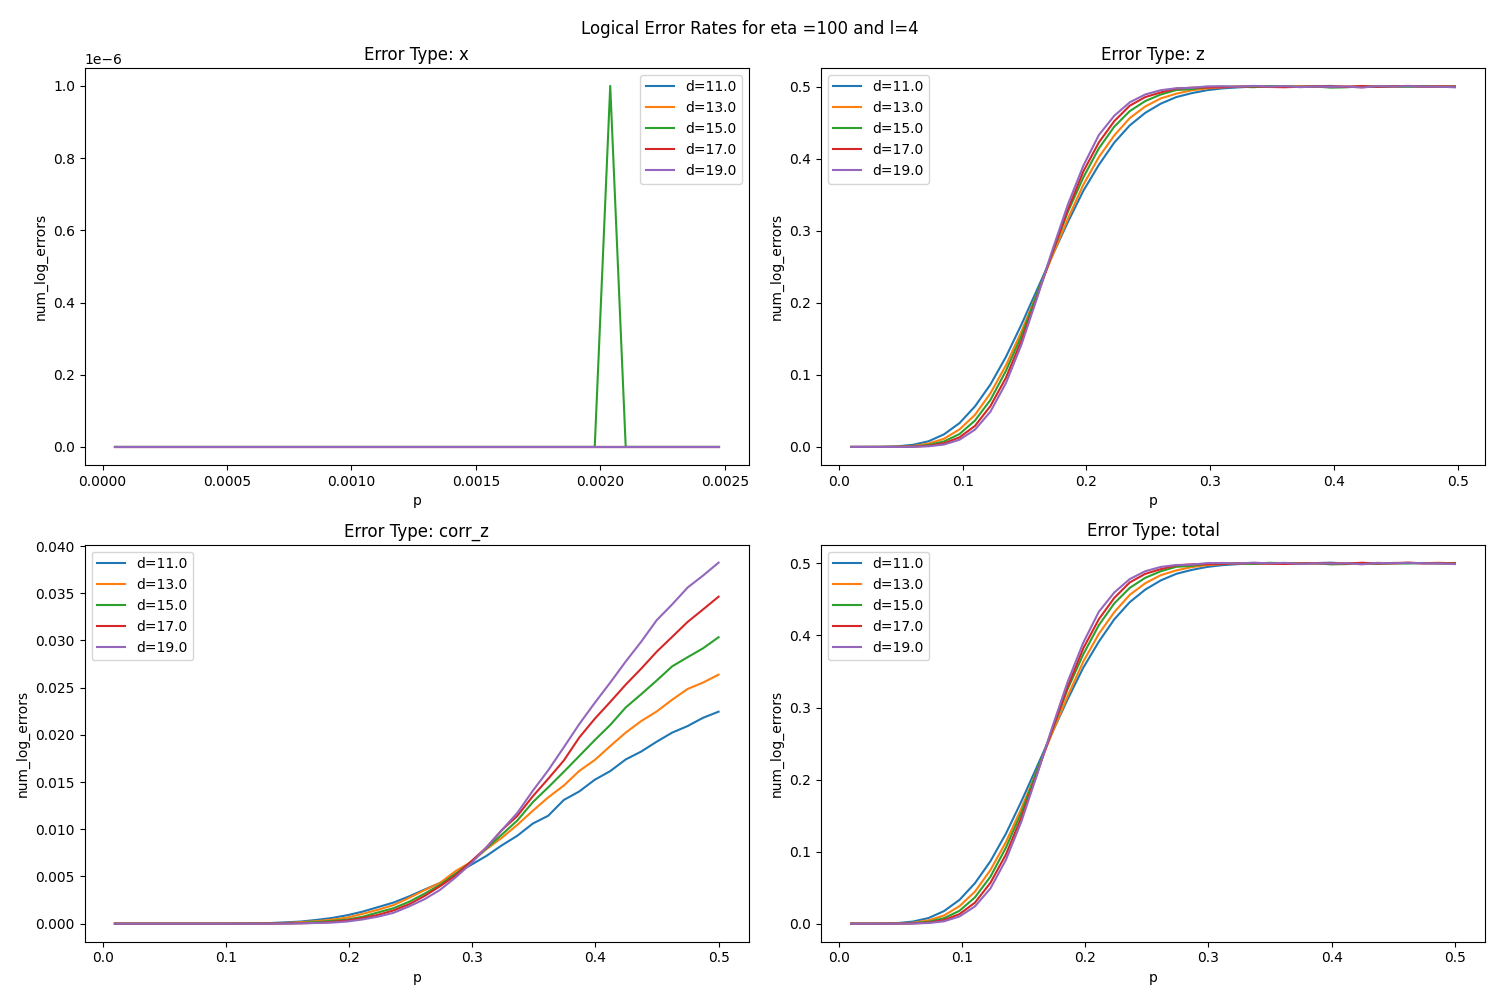 Logical Error Rates for eta =100 and l=4
Error Type: x
1e−6
num_log_errors
1.0
0.8
0.6
0.4
0.2
0.0
d=11.0
d=13.0
d=15.0
d=17.0
d=19.0
0.0000 0.0005 0.0010 0.0015 0.0020 0.0025
p
Error Type: z
num_log_errors
0.5
0.4
0.3
0.2
0.1
0.0
d=11.0
d=13.0
d=15.0
d=17.0
d=19.0
0.0 0.1 0.2 0.3 0.4 0.5
p
Error Type: corr_z
num_log_errors
0.040
0.035
0.030
0.025
0.020
0.015
0.010
0.005
0.000
d=11.0
d=13.0
d=15.0
d=17.0
d=19.0
0.0 0.1 0.2 0.3 0.4 0.5
p
Error Type: total
num_log_errors
0.5
0.4
0.3
0.2
0.1
0.0
d=11.0
d=13.0
d=15.0
d=17.0
d=19.0
0.0 0.1 0.2 0.3 0.4 0.5
p